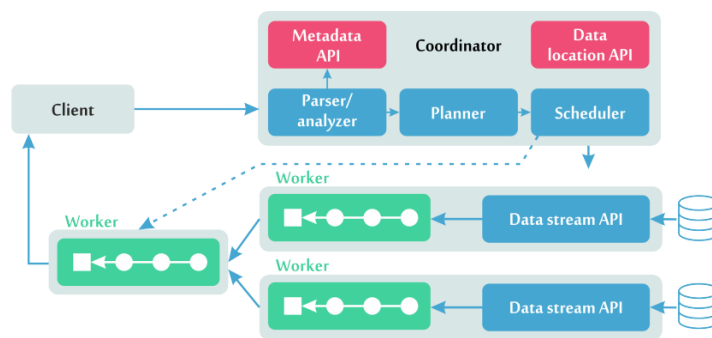 Metadata
API
Coordinator
Data
location API
Client
Parser/
analyzer
Planner
Scheduler
Worker
Data stream API
Worker
Worker
Data stream API